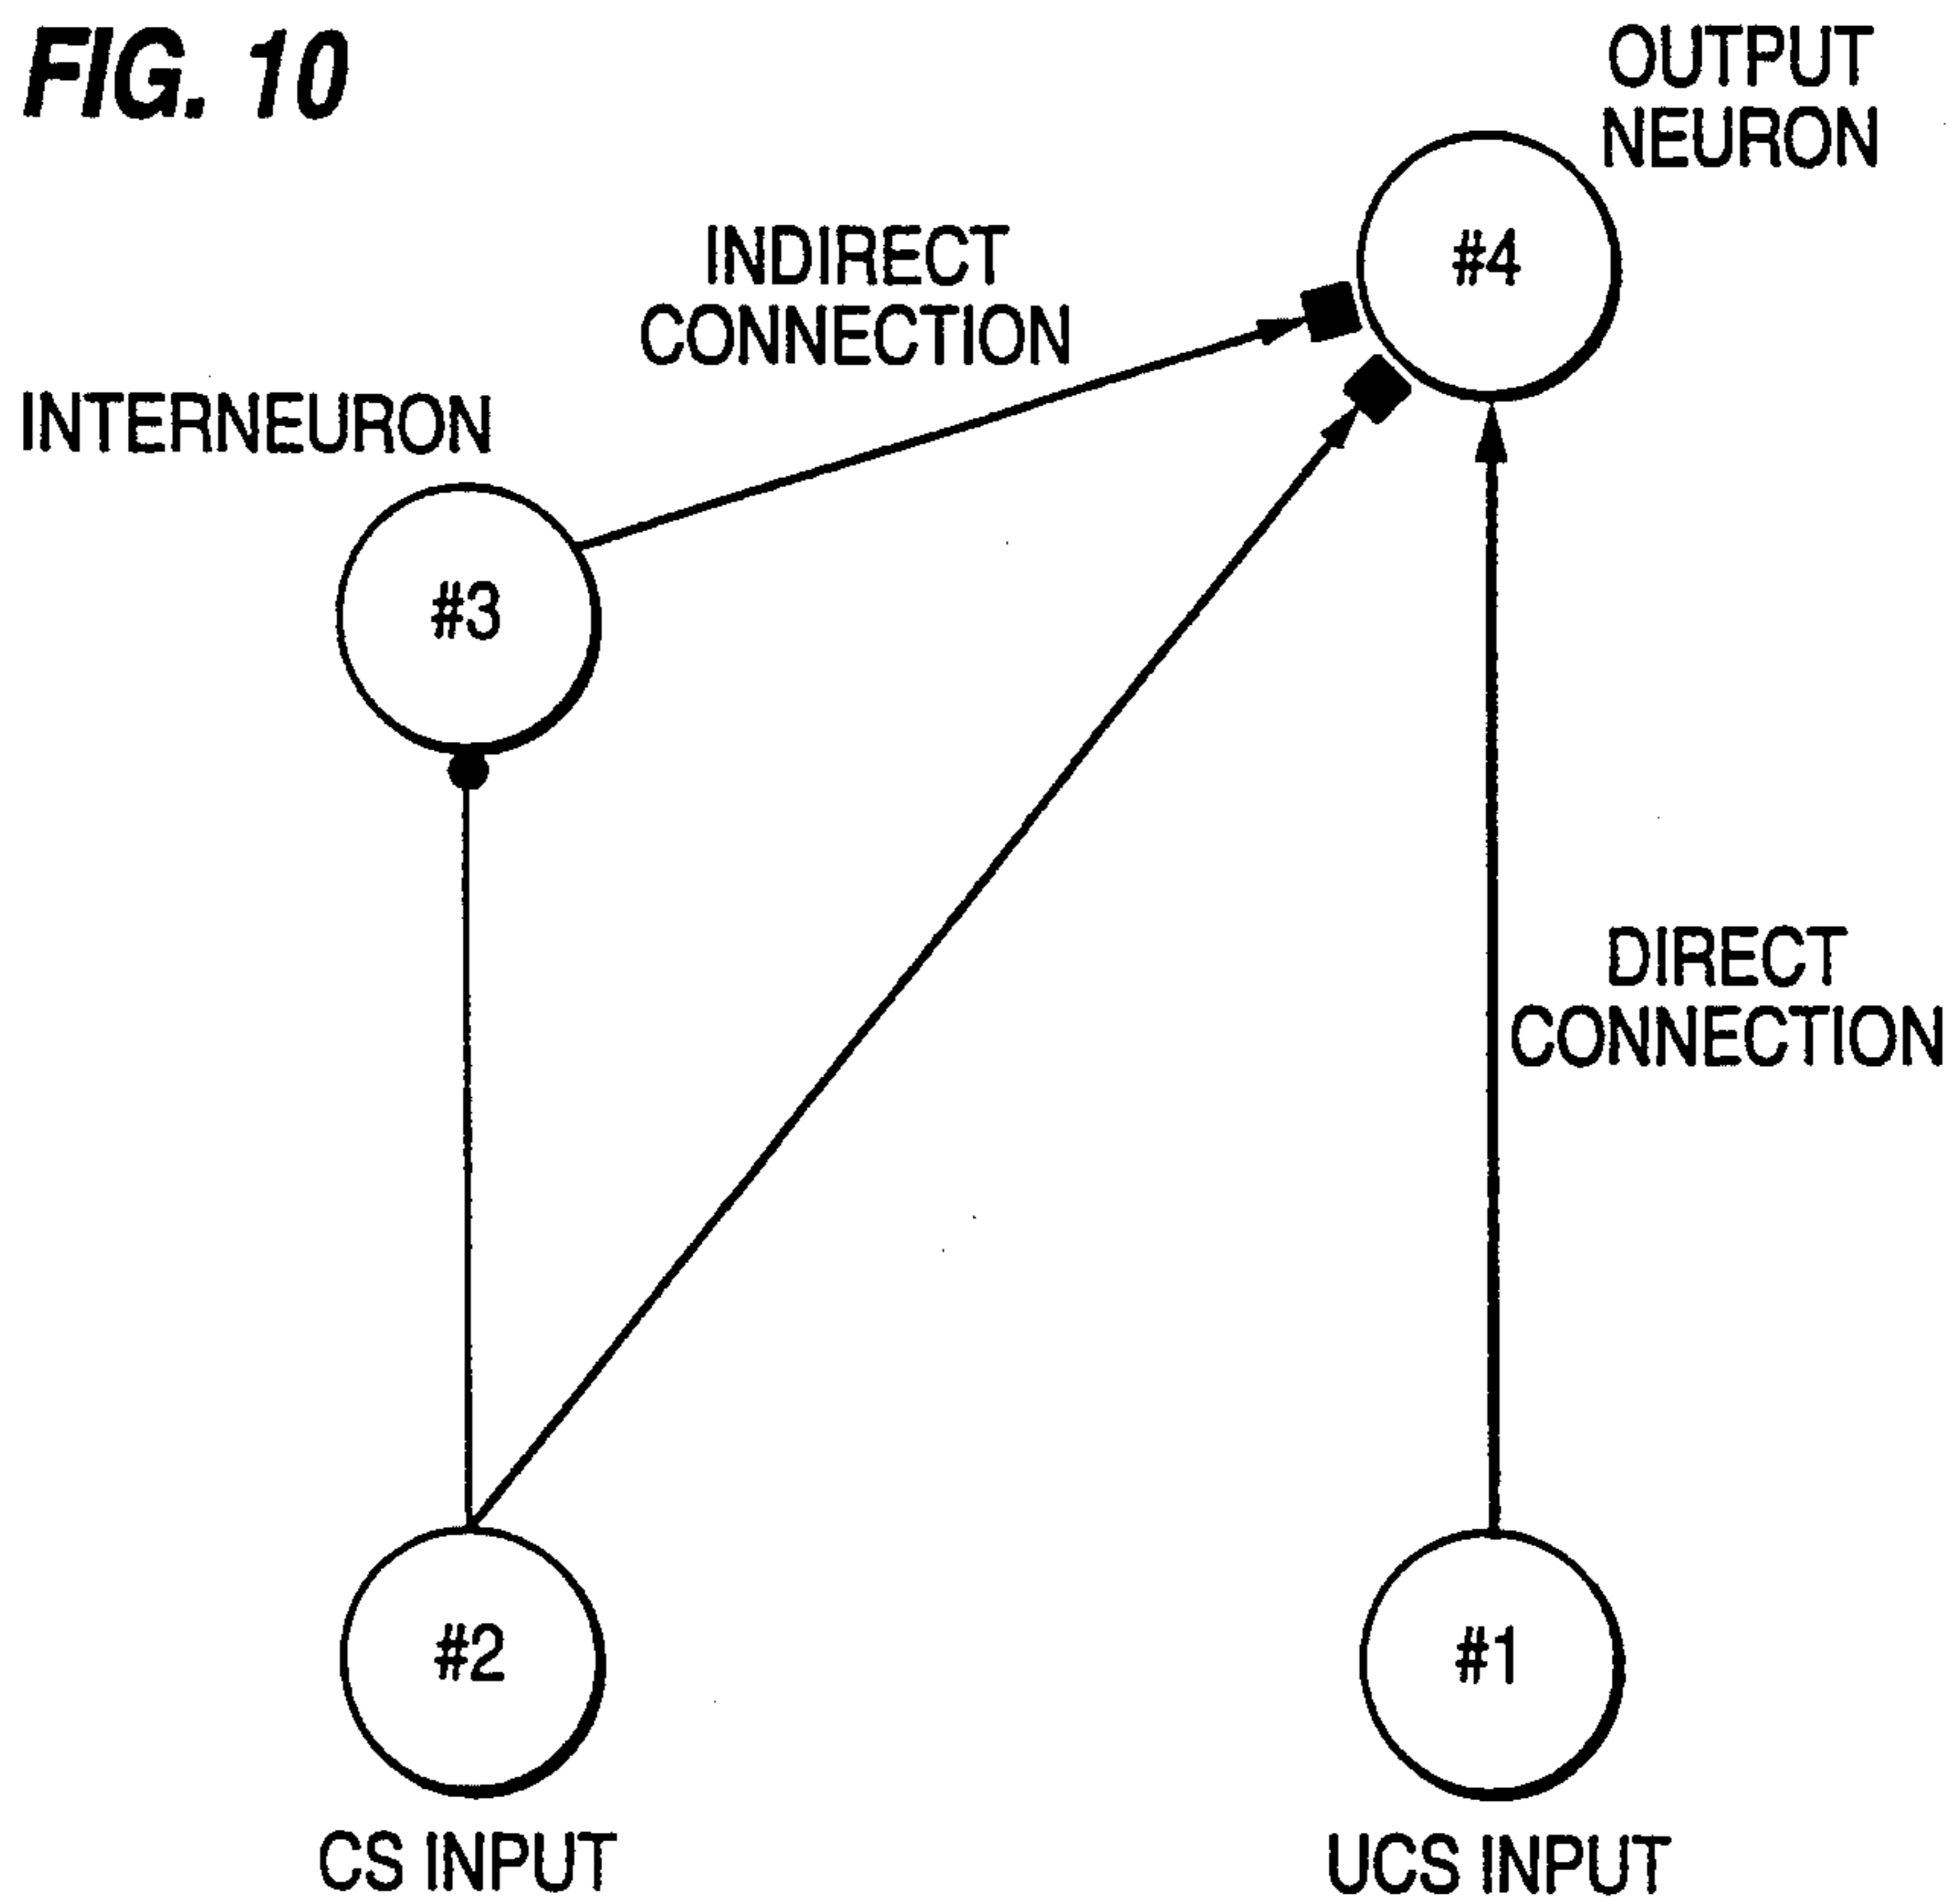 FIG. 10
OUTPUT
NEURON
#4
INDIRECT
CONNECTION
INTERNEURON
#3
DIRECT
CONNECTION
#2
#1
CS INPUT
UCS INPUT